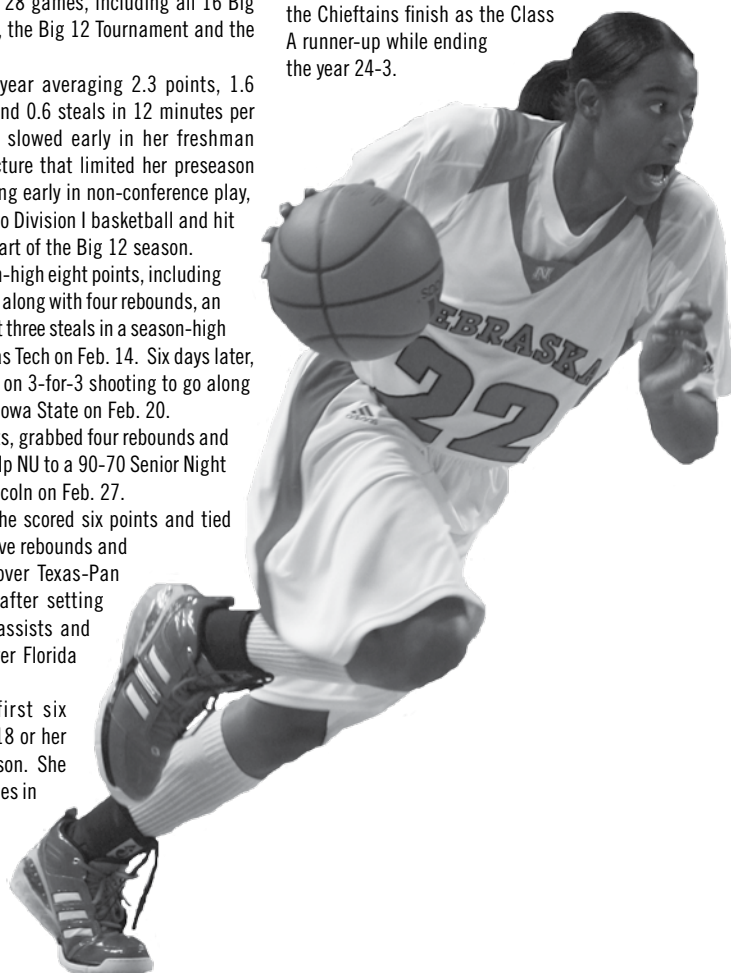 28 games, including all 16 Big
, the Big 12 Tournament and the
year averaging 2.3 points, 1.6
nd 0.6 steals in 12 minutes per
slowed early in her freshman
cture that limited her preseason
ng early in non-conference play,
o Division I basketball and hit
art of the Big 12 season.
n-high eight points, including
along with four rebounds, an
t three steals in a season-high
as Tech on Feb. 14. Six days later,
on 3-for-3 shooting to go along
owa State on Feb. 20.
ts, grabbed four rebounds and
lp NU to a 90-70 Senior Night
coln on Feb. 27.
he scored six points and tied
ve rebounds and
over Texas-Pan
after setting
assists and
er Florida
first six
18 or her
son. She
es in
the Chieftains finish as the Class
A runner-up while ending
the year 24-3.
N
EBRASKA
22